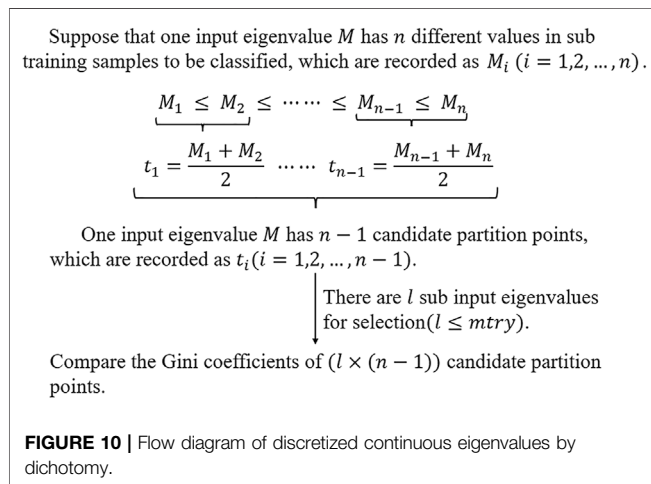 Suppose that one input eigenvalue M has n different values in sub
training samples to be classified, which are recorded as M_i (i = 1,2, ..., n).
M_1 ≤ M_2 ≤ ⋯⋯ ≤ M_{n−1} ≤ M_n
t_1 = \frac{M_1 + M_2}{2} ⋯⋯ t_{n−1} = \frac{M_{n−1} + M_n}{2}
One input eigenvalue M has n − 1 candidate partition points,
which are recorded as t_i(i = 1,2, ..., n − 1).
There are l sub input eigenvalues
for selection(l ≤ mtry).
Compare the Gini coefficients of (l × (n − 1)) candidate partition
points.
FIGURE 10 | Flow diagram of discretized continuous eigenvalues by
dichotomy.